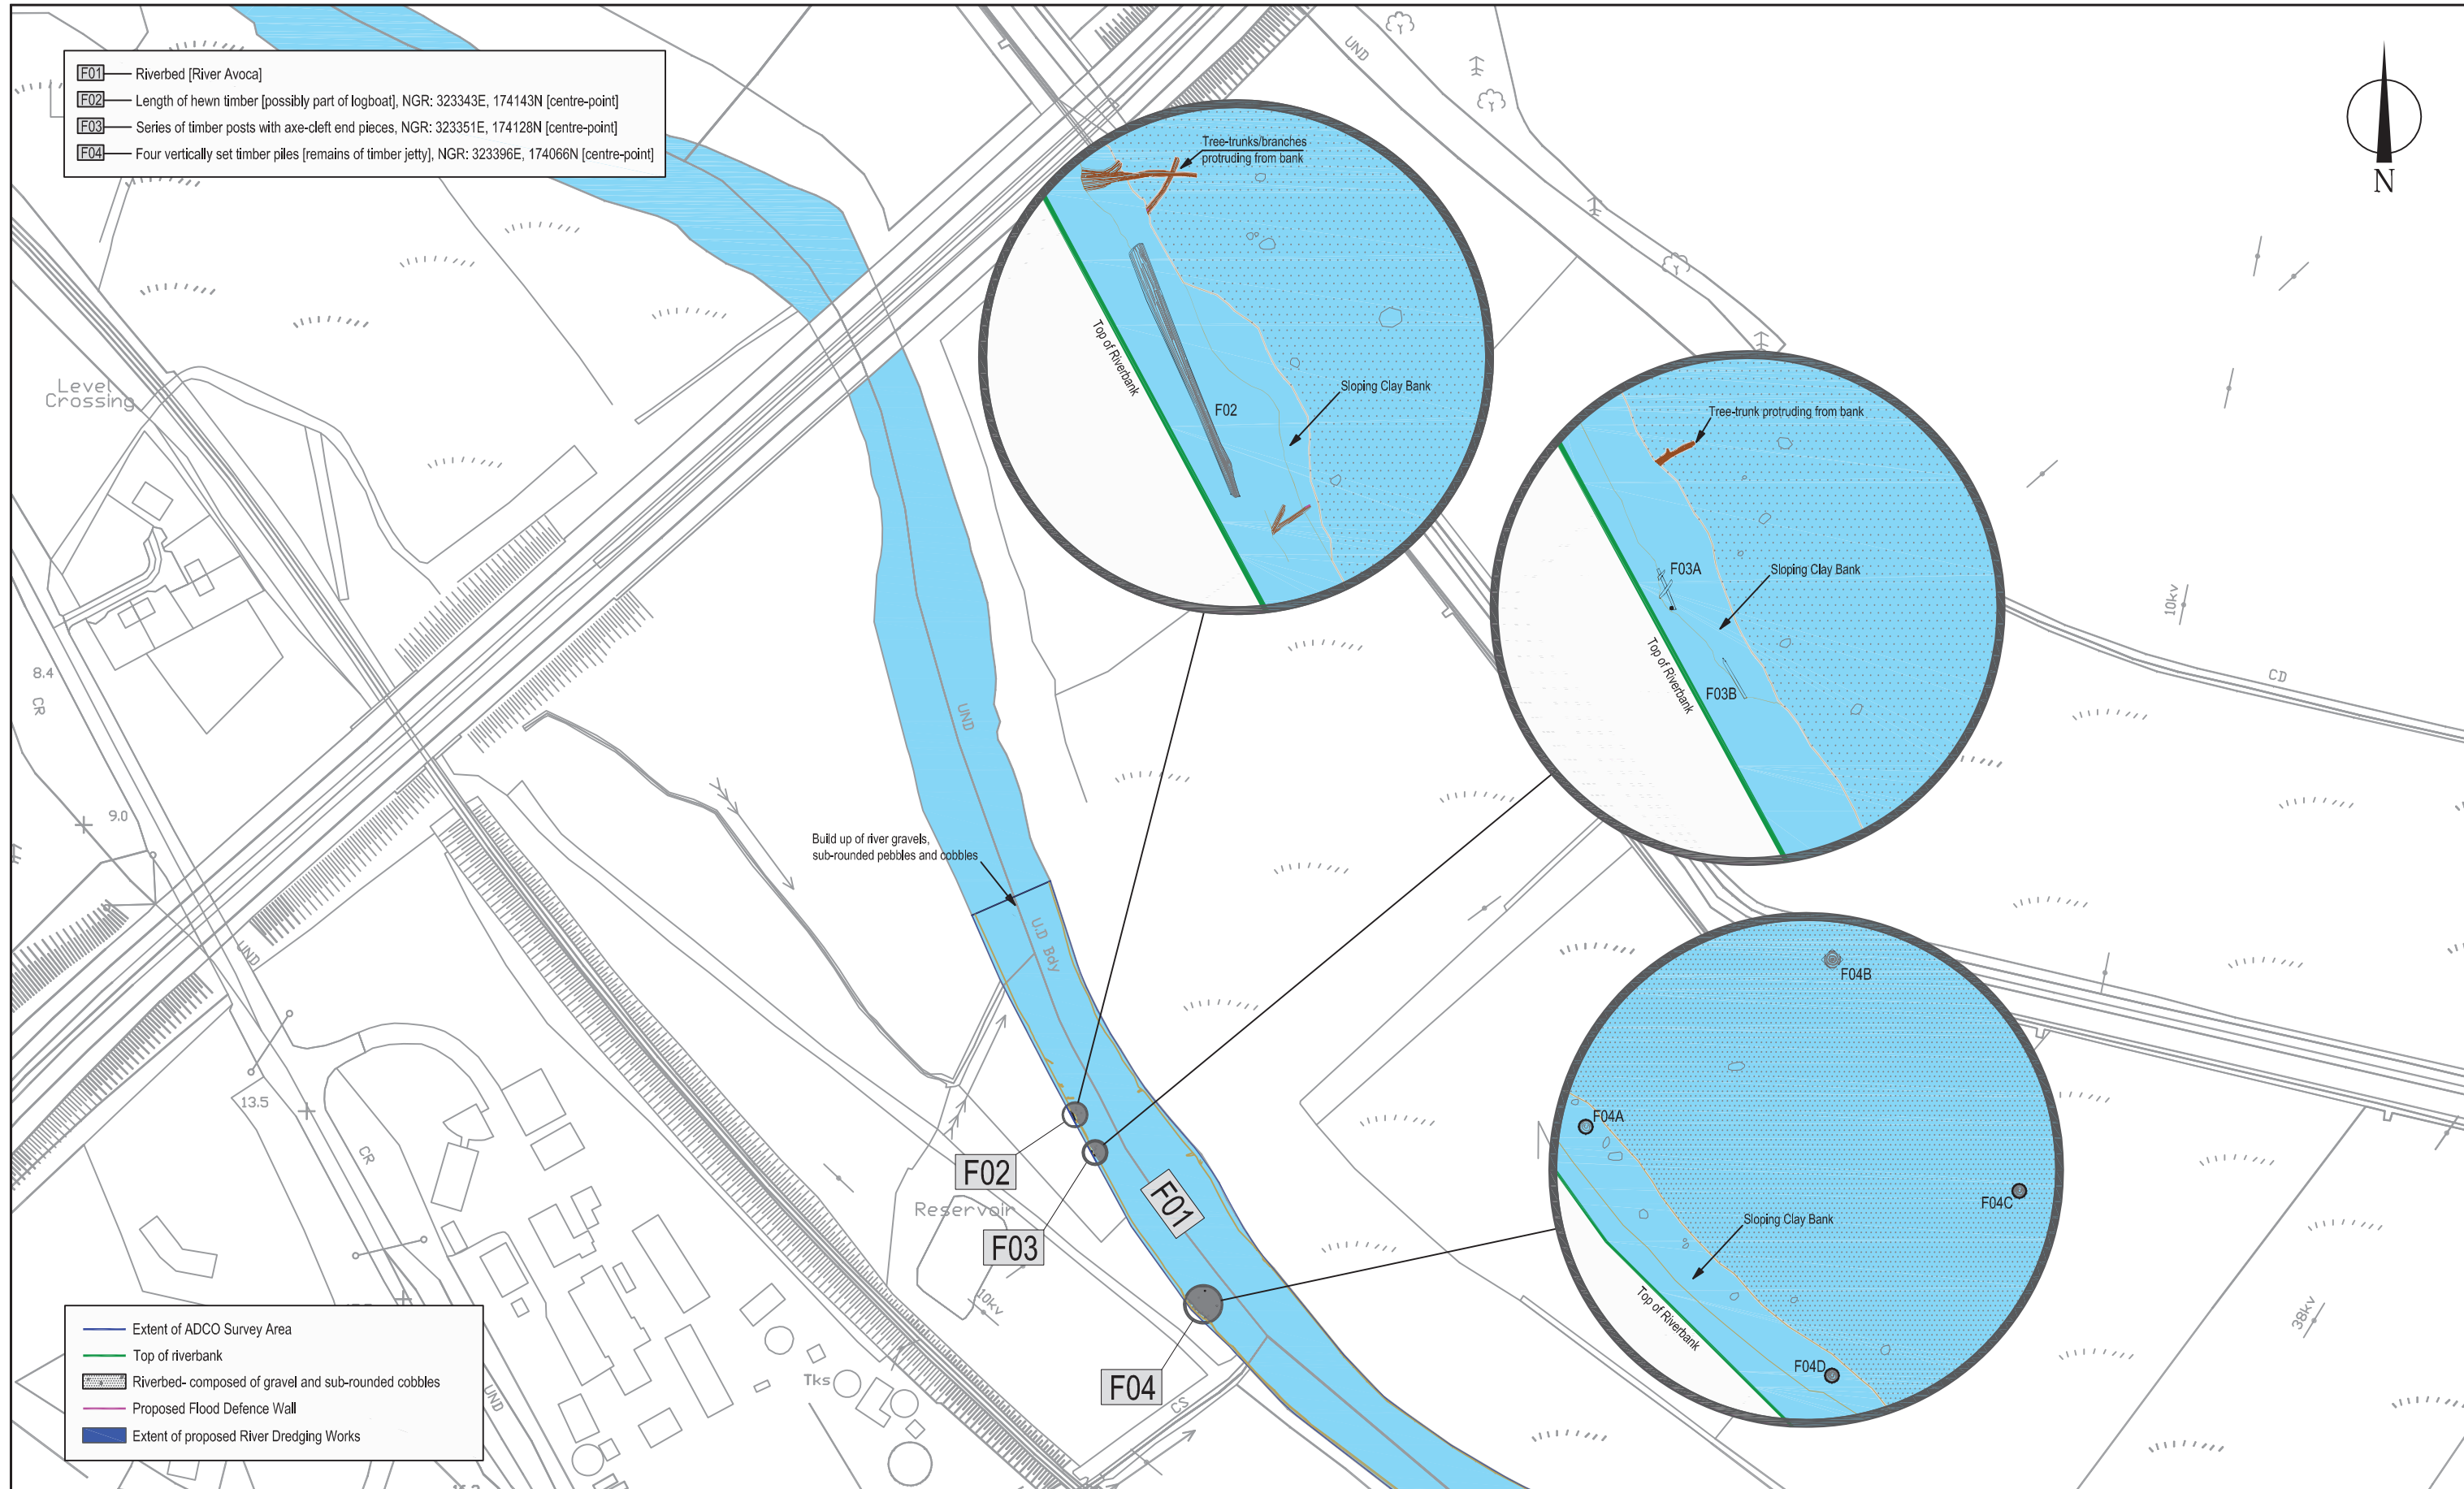 F01 Riverbed [River Avoca]
F02 Length of hewn timber [possibly part of logboat], NGR: 323343E, 174143N [centre-point]
F03 Series of timber posts with axe-cleft end pieces, NGR: 323351E, 174128N [centre-point]
F04 Four vertically set timber piles [remains of timber jetty], NGR: 323396E, 174066N [centre-point]
UND
N
Tree-trunks/branches
protruding from bank
Top of Riverbank
F02
Sloping Clay Bank
Level
Crossing
Tree-trunk protruding from bank
F03A
Sloping Clay Bank
F03B
Top of Riverbank
10kv
CD
8.4
CR
UND
9.0
Build up of river gravels,
sub-rounded pebbles and cobbles
UND
U.D Bdy
F04B
F04A
F04C
Sloping Clay Bank
Top of Riverbank
F04D
13.5
CR
F02
F01
Reservoir
F03
10kv
38kv
F04
CS
Tks
UND
Extent of ADCO Survey Area
Top of riverbank
Riverbed- composed of gravel and sub-rounded cobbles
Proposed Flood Defence Wall
Extent of proposed River Dredging Works